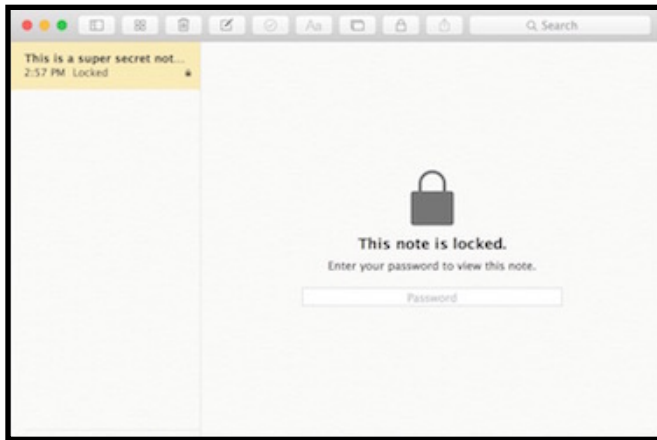 Aa
Search
This is a super secret not...
2:57 PM Locked
This note is locked.
Enter your password to view this note.
Password